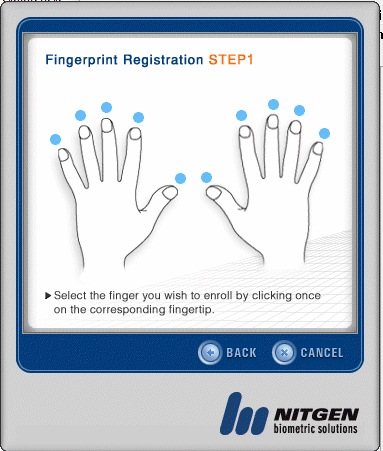 Fingerprint Registration STEP1
Select the finger you wish to enroll by clicking once
on the corresponding fingertip.
BACK CANCEL
NITGEN
biometric solutions